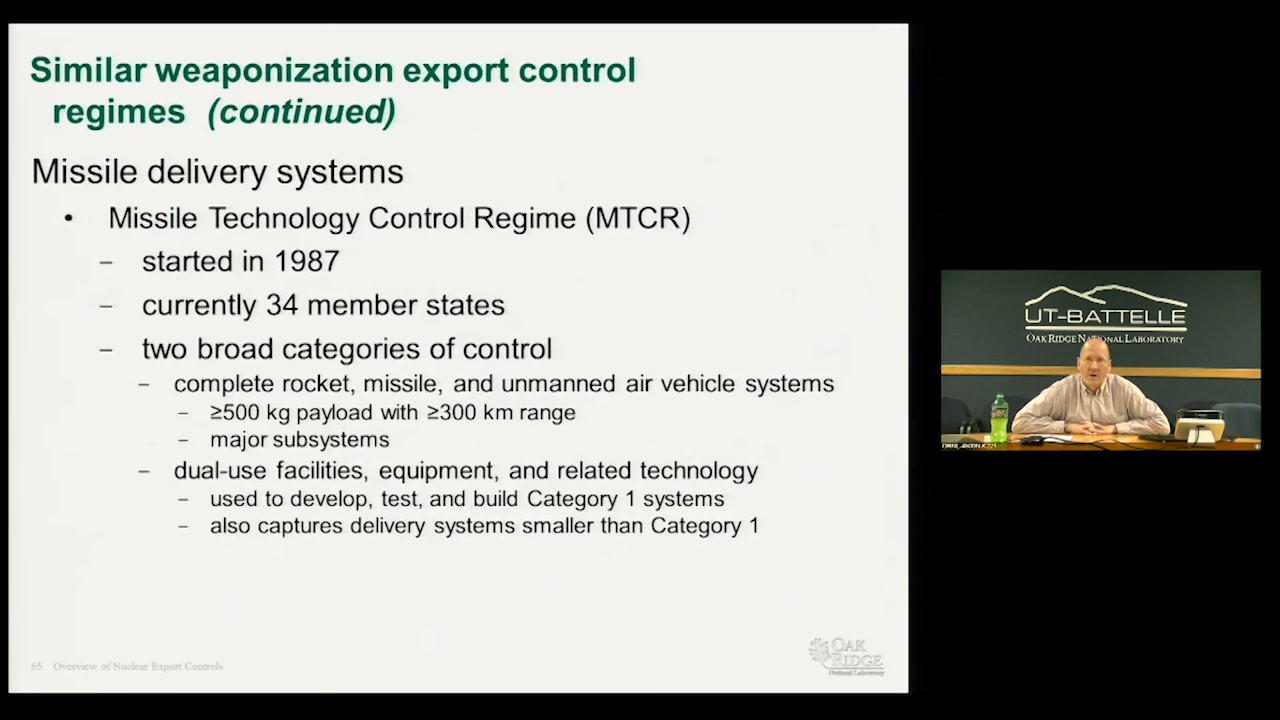 Similar weaponization export control
regimes (continued)
Missile delivery systems
• Missile Technology Control Regime (MTCR)
– started in 1987
– currently 34 member states
– two broad categories of control
– complete rocket, missile, and unmanned air vehicle systems
– ≥500 kg payload with ≥300 km range
– major subsystems
– dual-use facilities, equipment, and related technology
– used to develop, test, and build Category 1 systems
– also captures delivery systems smaller than Category 1
65 Overview of Nuclear Export Controls
OAK
RIDGE
National Laboratory
UT-BATTELLE
OAK RIDGE NATIONAL LABORATORY